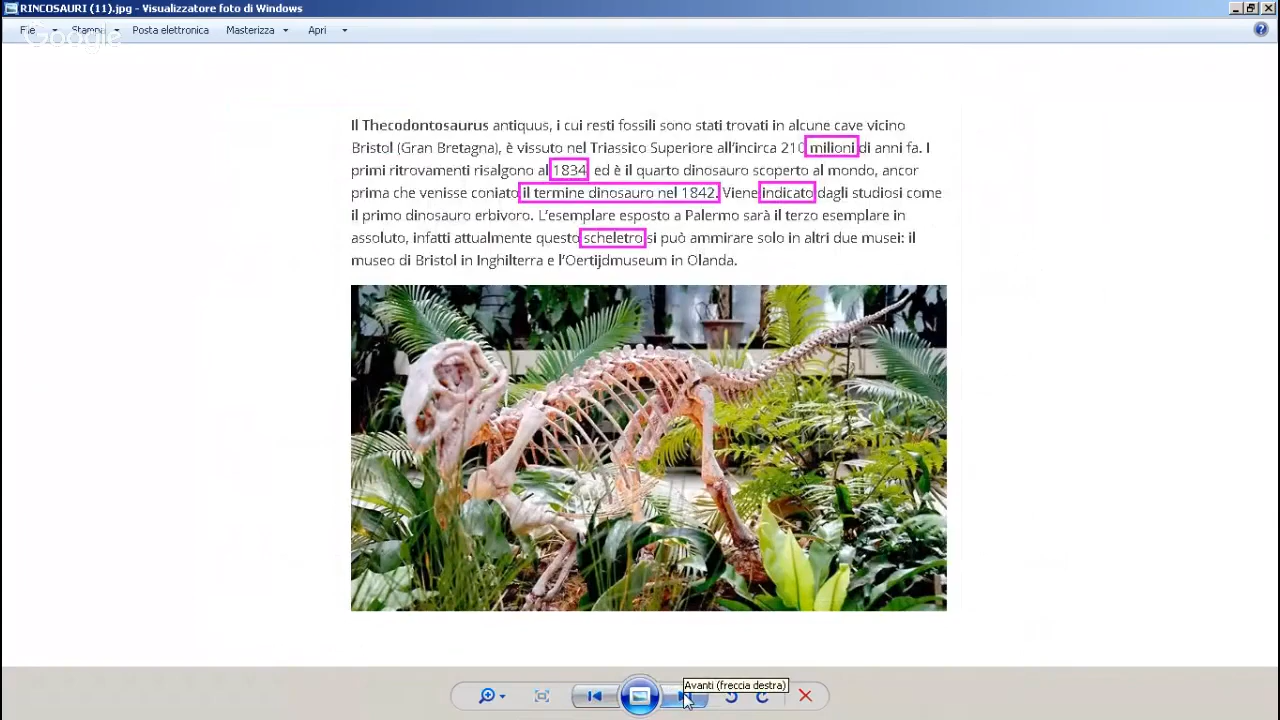 RINCOSAURI (11).jpg - Visualizzatore foto di Windows
File Stampa Posta elettronica Masterizza Apri
Google
Il Thecodontosaurus antiquus, i cui resti fossili sono stati trovati in alcune cave vicino
Bristol (Gran Bretagna), è vissuto nel Triassico Superiore all'incirca 210 milioni di anni fa. I
primi ritrovamenti risalgono al 1834 ed è il quarto dinosauro scoperto al mondo, ancor
prima che venisse coniato il termine dinosauro nel 1842. Viene indicato dagli studiosi come
il primo dinosauro erbivoro. L'esemplare esposto a Palermo sarà il terzo esemplare in
assoluto, infatti attualmente questo scheletro si può ammirare solo in altri due musei: il
museo di Bristol in Inghilterra e l'Oertijdmuseum in Olanda.
Avanti (freccia destra)